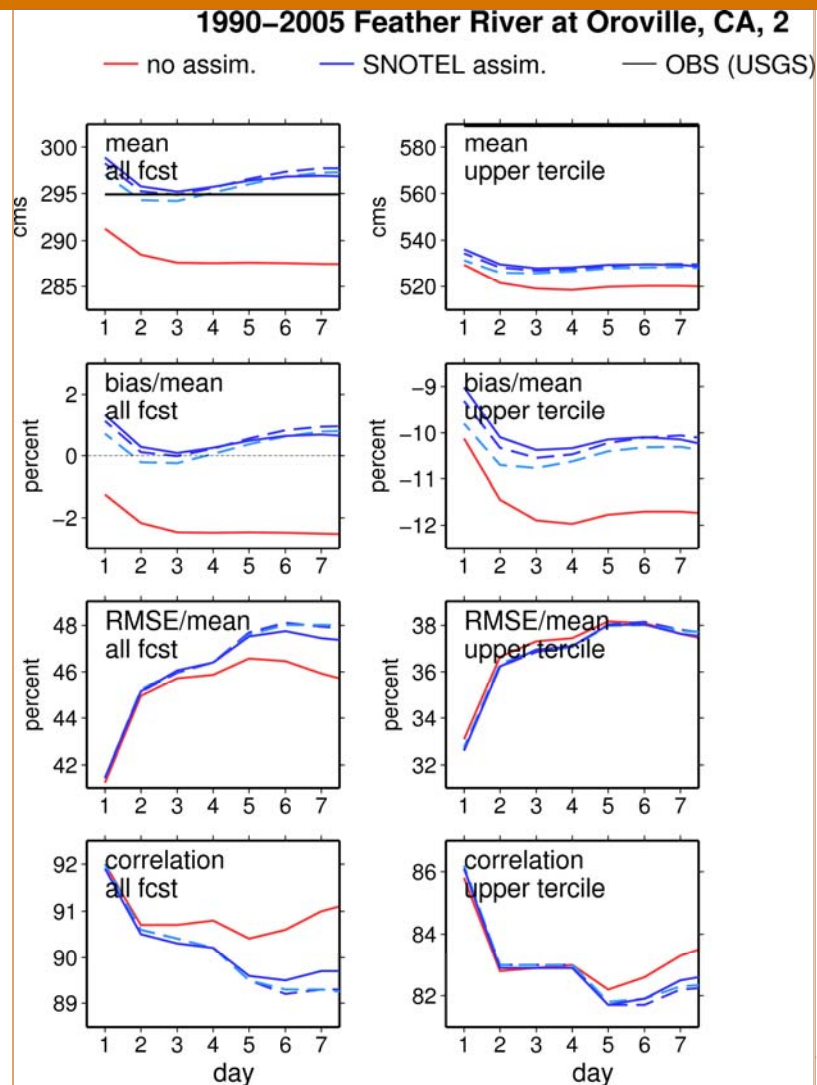 1990–2005 Feather River at Oroville, CA, 2
no assim. SNOTEL assim. OBS (USGS)
mean
all fcst
cms
300
295
290
285
1 2 3 4 5 6 7
mean
upper tercile
cms
580
560
540
520
1 2 3 4 5 6 7
bias/mean
all fcst
percent
2
0
−2
1 2 3 4 5 6 7
bias/mean
upper tercile
percent
−9
−10
−11
−12
1 2 3 4 5 6 7
RMSE/mean
all fcst
percent
48
46
44
42
1 2 3 4 5 6 7
RMSE/mean
upper tercile
percent
38
36
34
32
1 2 3 4 5 6 7
correlation
all fcst
92
91
90
89
1 2 3 4 5 6 7
day
correlation
upper tercile
86
84
82
1 2 3 4 5 6 7
day